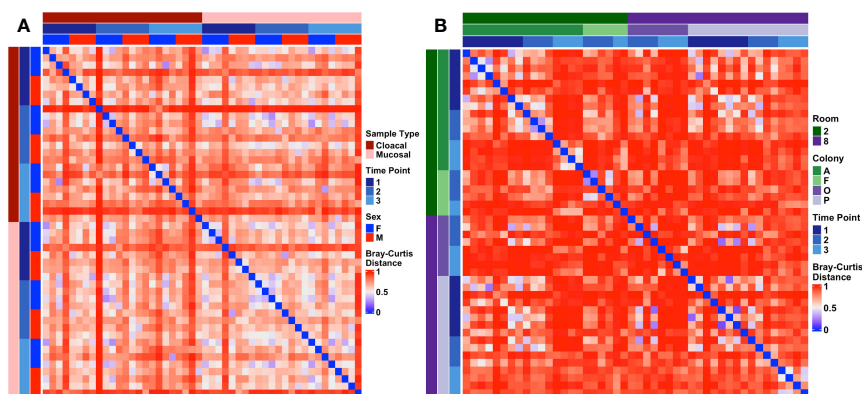 A
Sample Type
Cloacal
Mucosal
Time Point
1
2
3
Sex
F
M
Bray-Curtis
Distance
1
0.5
0
B
Room
2
8
Colony
A
F
O
P
Time Point
1
2
3
Bray-Curtis
Distance
1
0.5
0